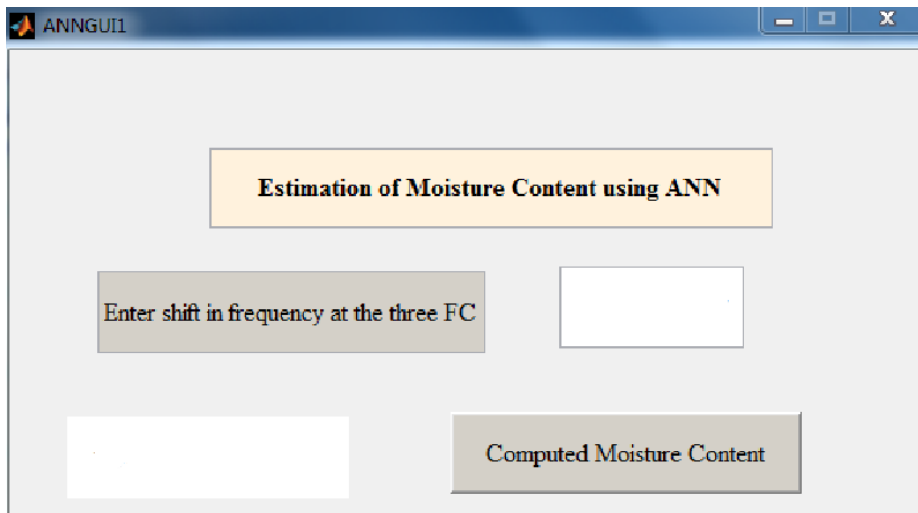 ANNGUI1
Estimation of Moisture Content using ANN
Enter shift in frequency at the three FC
Computed Moisture Content